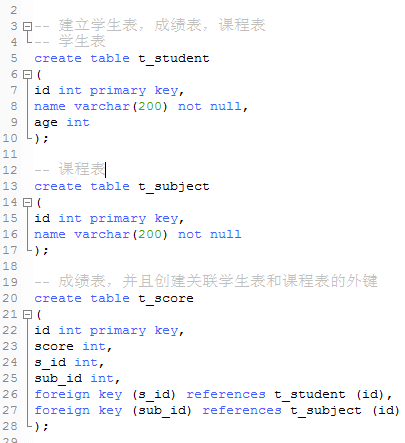 2
3 -- 建立学生表，成绩表，课程表
4 -- 学生表
5 create table t_student
6 (
7 id int primary key,
8 name varchar(200) not null,
9 age int
10 );
11
12 -- 课程表
13 create table t_subject
14 (
15 id int primary key,
16 name varchar(200) not null
17 );
18
19 -- 成绩表，并且创建关联学生表和课程表的外键
20 create table t_score
21 (
22 id int primary key,
23 score int,
24 s_id int,
25 sub_id int,
26 foreign key (s_id) references t_student (id),
27 foreign key (sub_id) references t_subject (id)
28 );
29